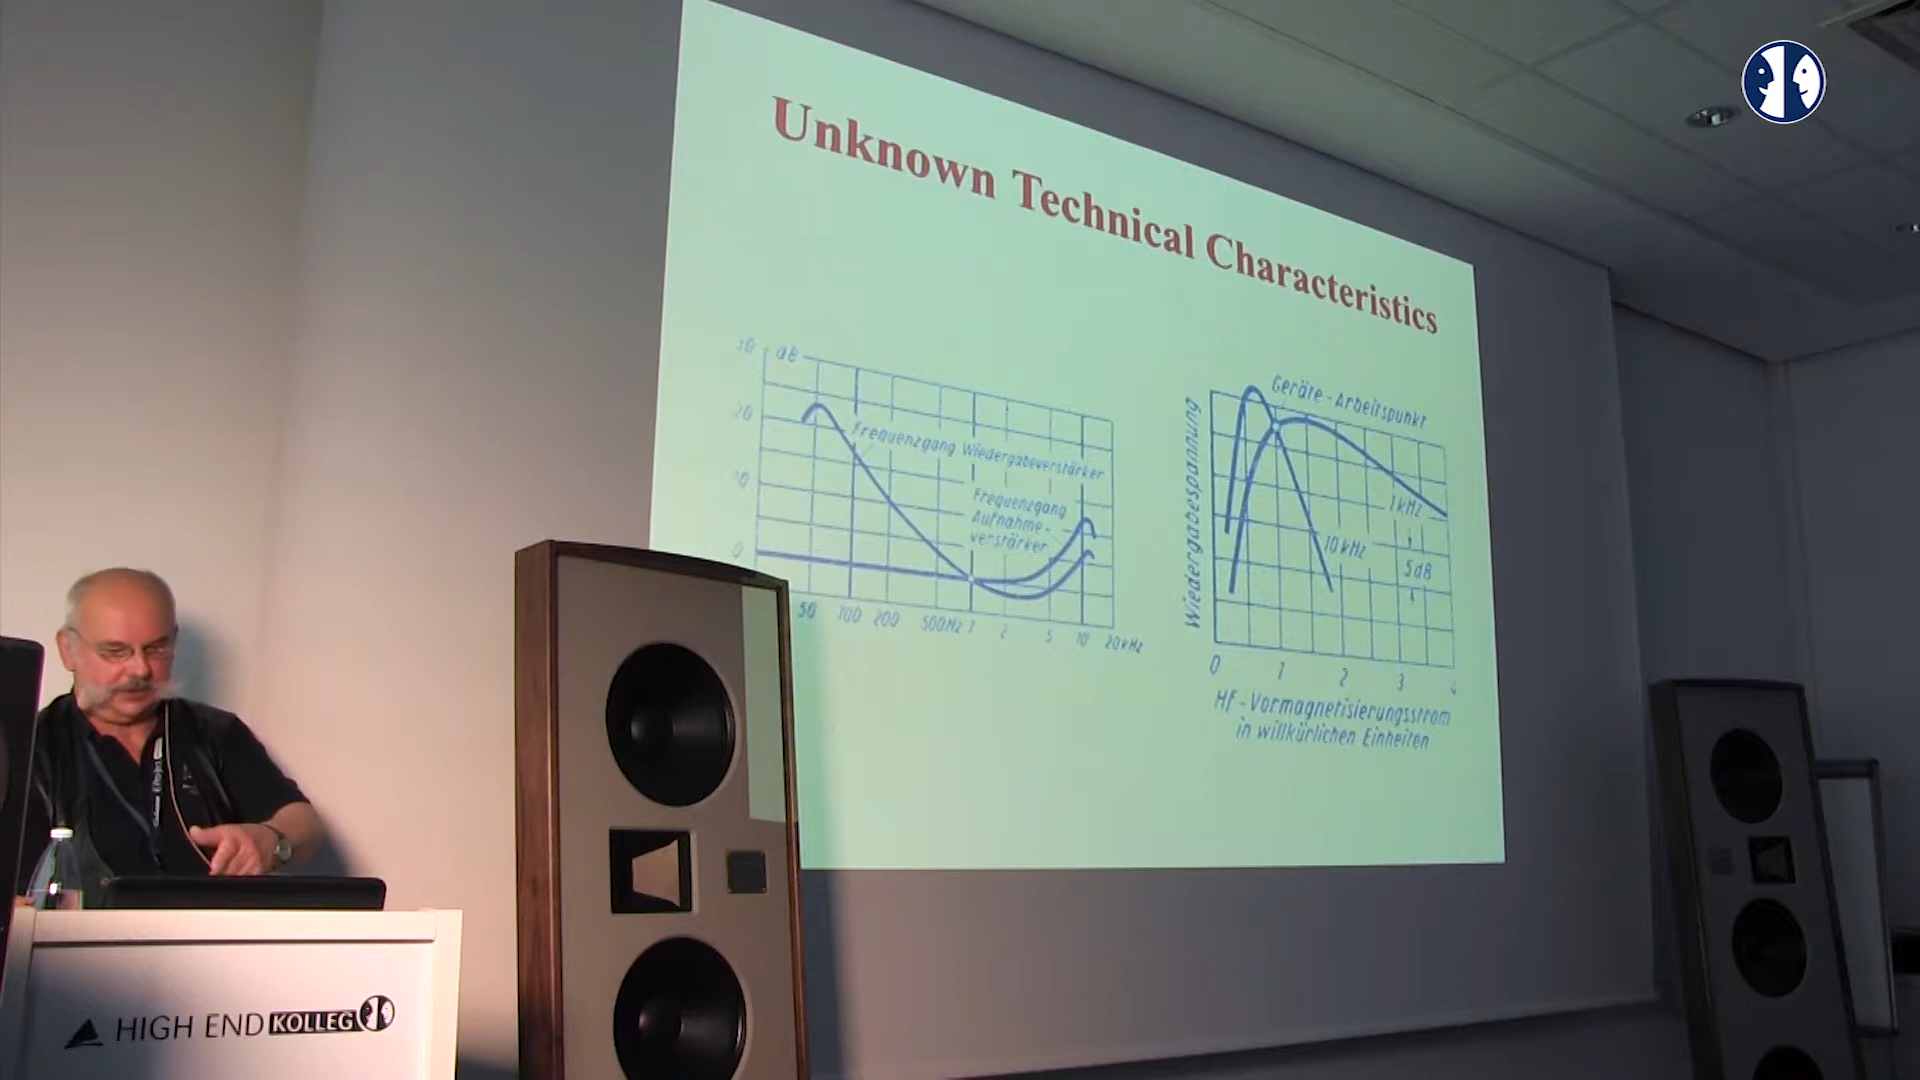 Unknown Technical Characteristics
30 dB
20
10
0
Frequenzgang Wiedergabeverstärker
Frequenzgang
Aufnahme-
verstärker
50 100 200 500Hz 1 2 5 10 20kHz
Geräte-Arbeitspunkt
Wiedergabespannung
1kHz
10kHz
5dB
0 1 2 3 4
Hf-Vormagnetisierungsstrom
in willkürlichen Einheiten
HIGH END KOLLEG